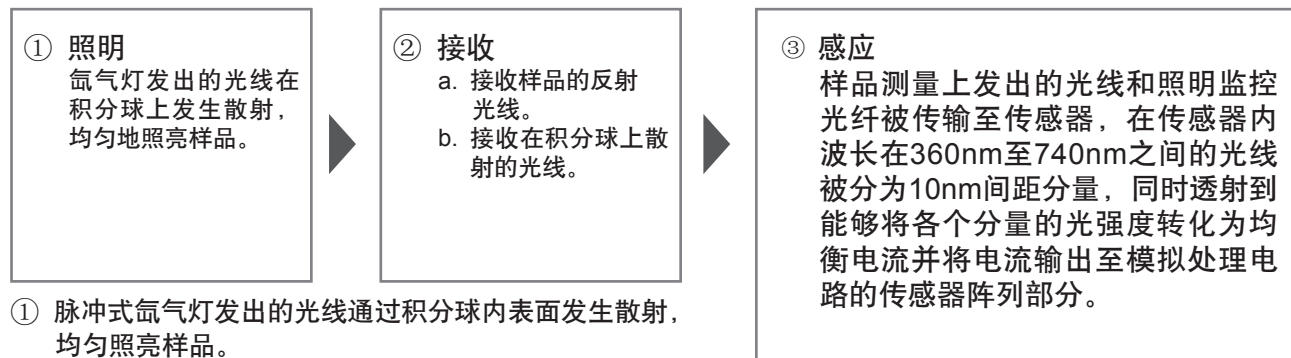 ① 照明
氙气灯发出的光线在
积分球上发生散射，
均匀地照亮样品。
② 接收
a. 接收样品的反射
光线。
b. 接收在积分球上散
射的光线。
③ 感应
样品测量上发出的光线和照明监控
光纤被传输至传感器，在传感器内
波长在360nm至740nm之间的光线
被分为10nm间距分量，同时透射到
能够将各个分量的光强度转化为均
衡电流并将电流输出至模拟处理电
路的传感器阵列部分。
① 脉冲式氙气灯发出的光线通过积分球内表面发生散射，
均匀照亮样品。